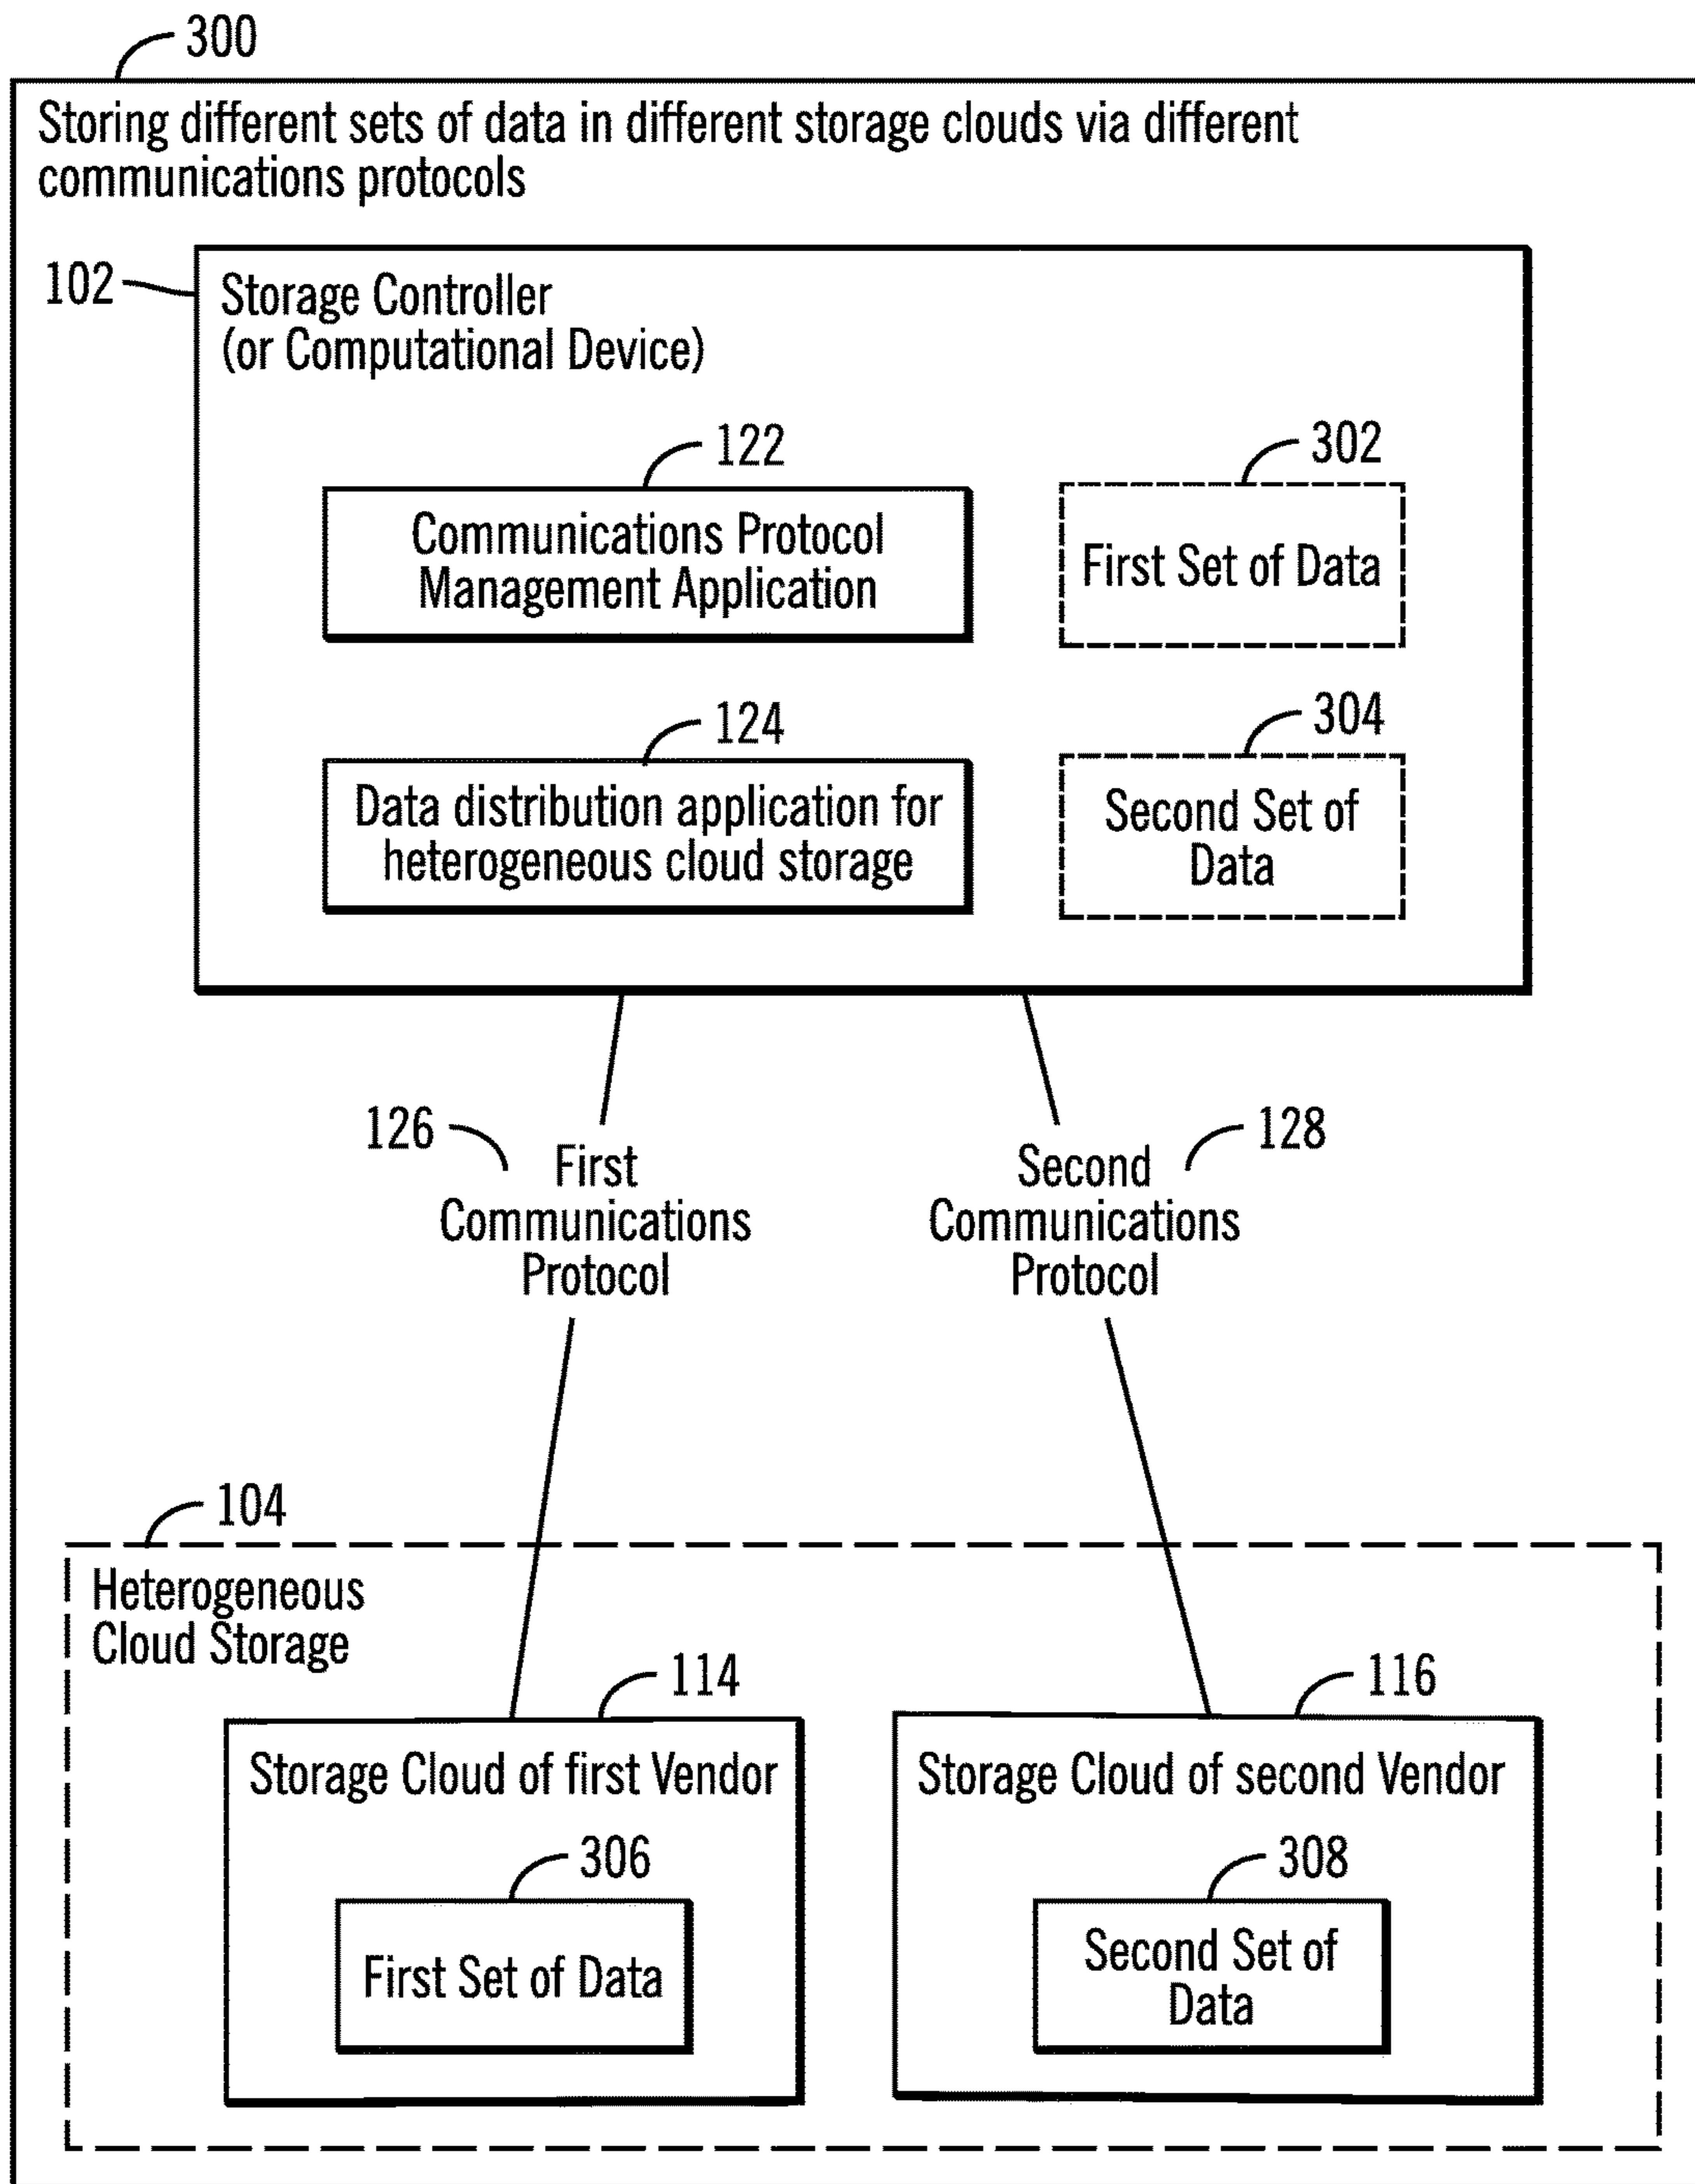 300
Storing different sets of data in different storage clouds via different
communications protocols
102
Storage Controller
(or Computational Device)
122
Communications Protocol
Management Application
302
First Set of Data
124
Data distribution application for
heterogeneous cloud storage
304
Second Set of
Data
126
First
Communications
Protocol
128
Second
Communications
Protocol
104
Heterogeneous
Cloud Storage
114
Storage Cloud of first Vendor
306
First Set of Data
116
Storage Cloud of second Vendor
308
Second Set of
Data